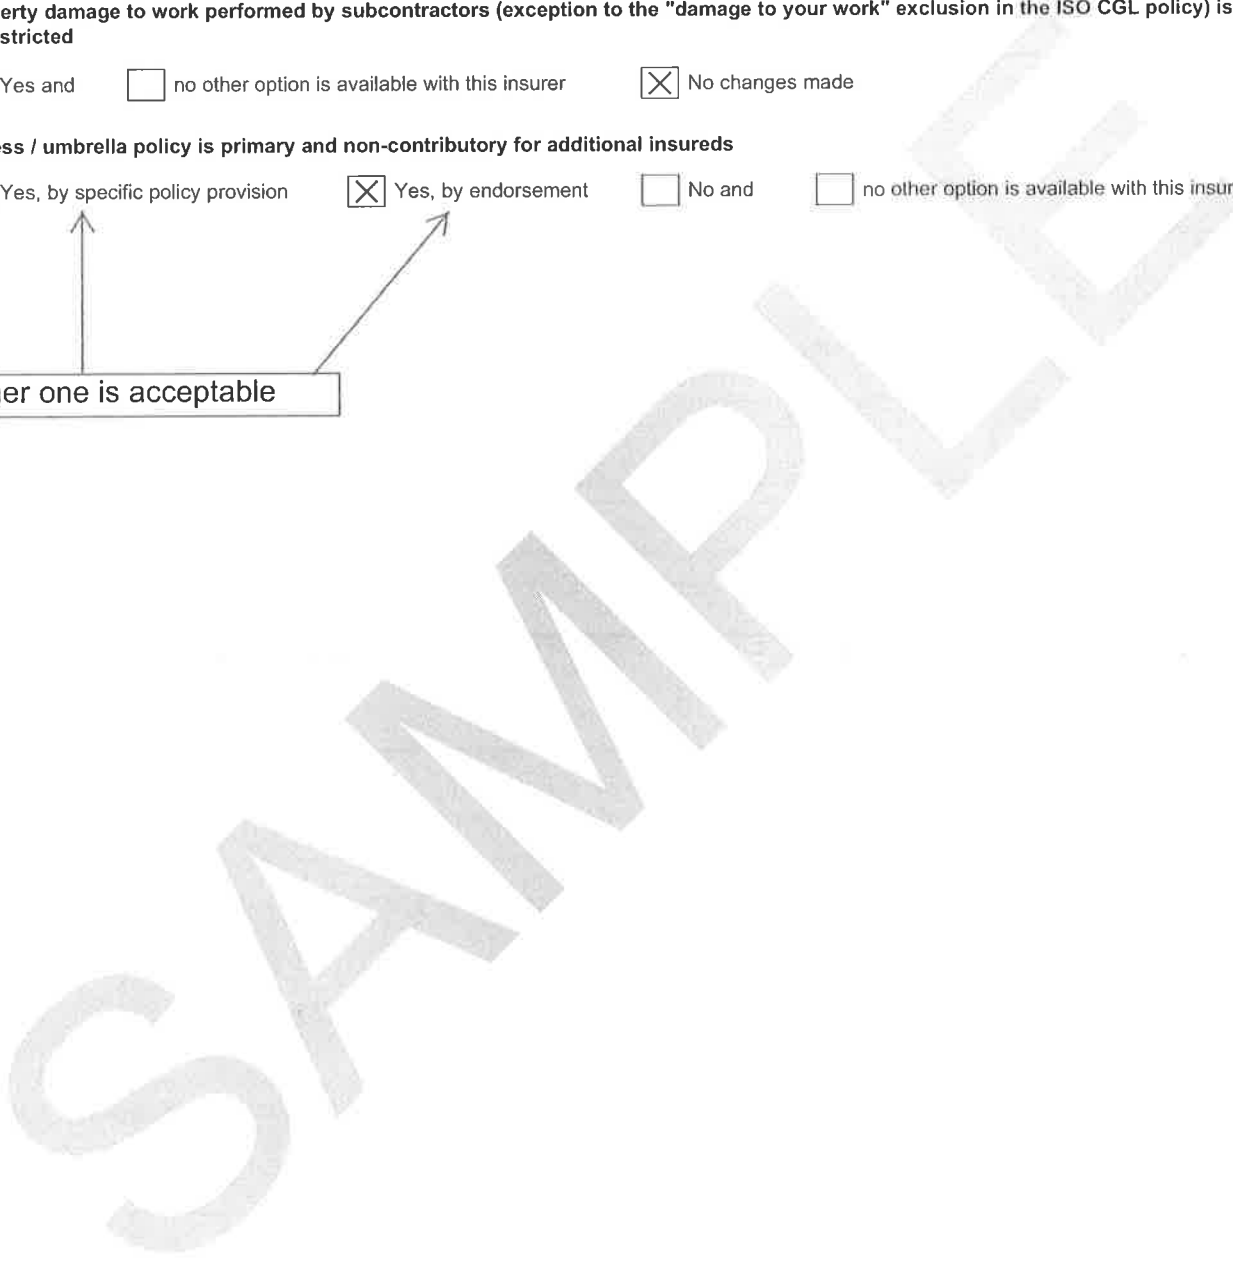 erty damage to work performed by subcontractors (exception to the "damage to your work" exclusion in the ISO CGL policy) is
stricted
Yes and no other option is available with this insurer No changes made
ss / umbrella policy is primary and non-contributory for additional insureds
Yes, by specific policy provision Yes, by endorsement No and no other option is available with this insur
er one is acceptable
SAMPLE